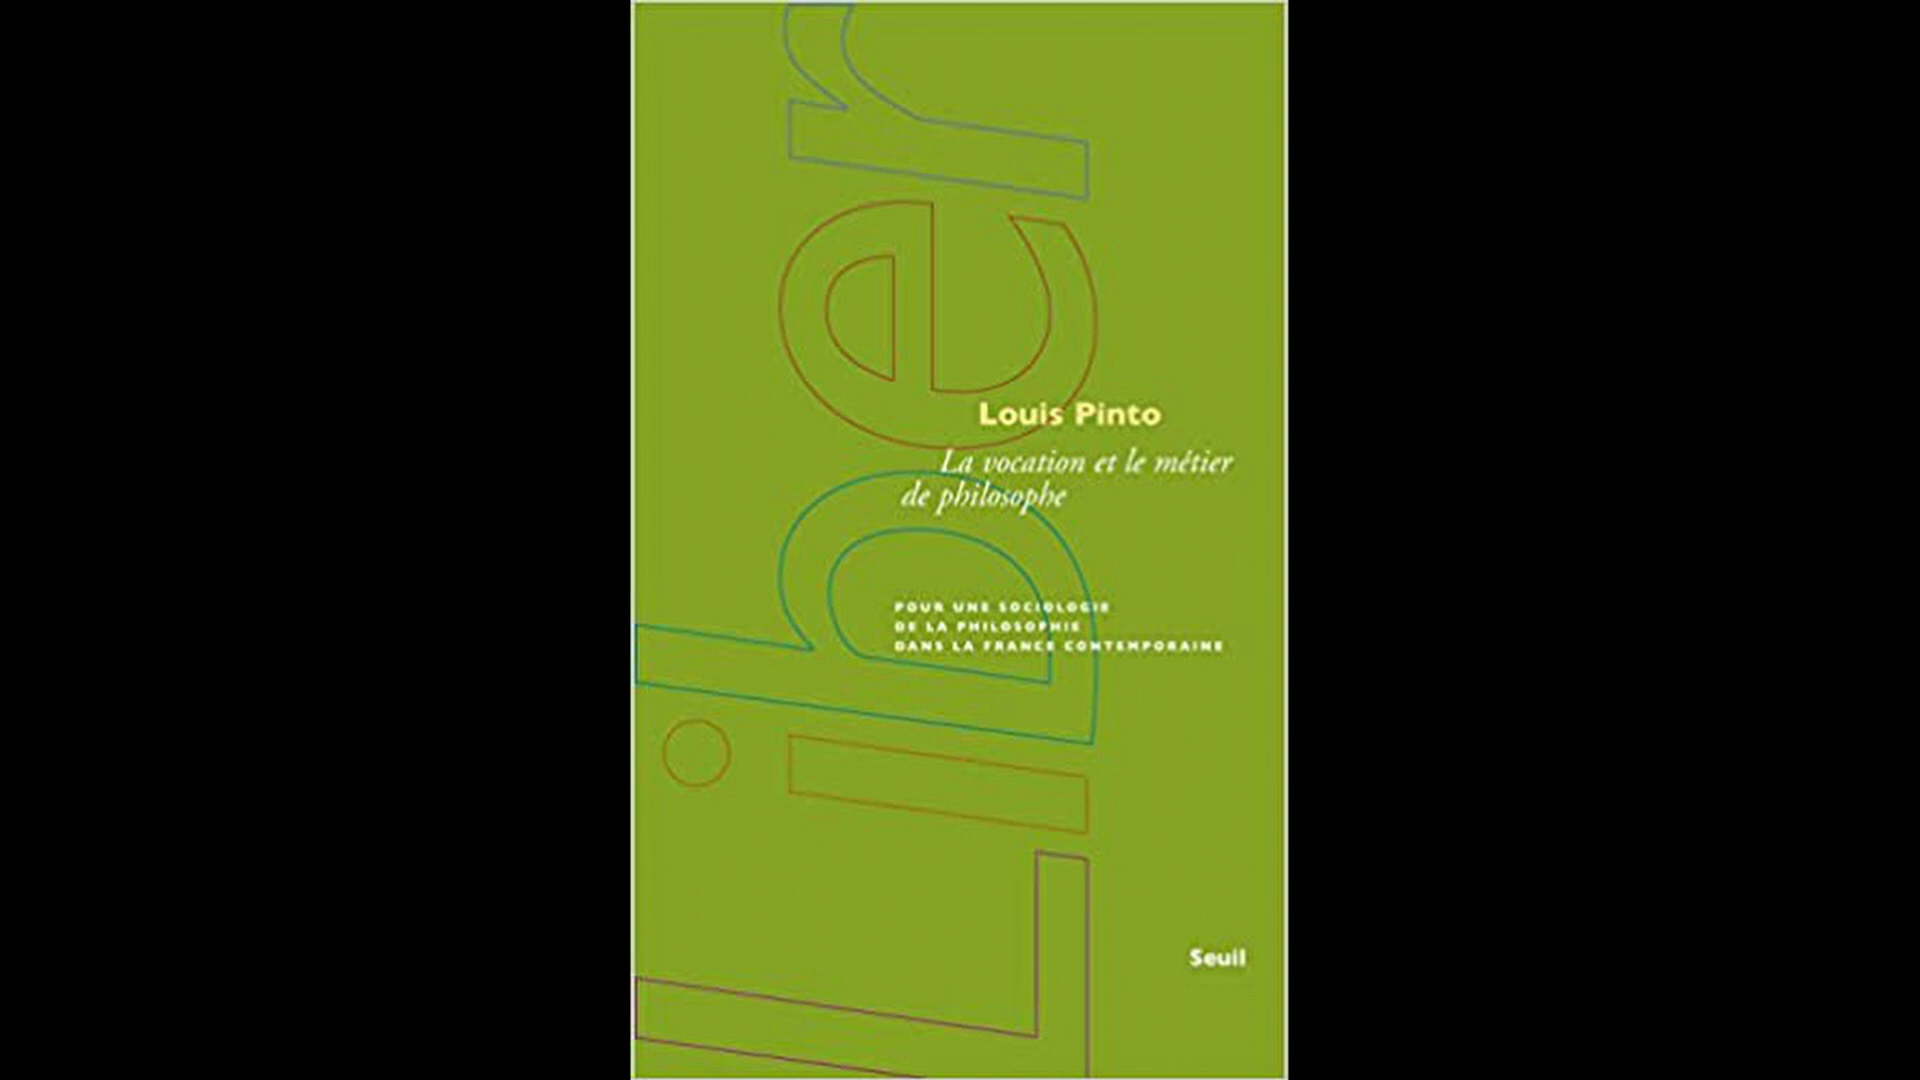 Liber
Louis Pinto
La vocation et le métier
de philosophe
POUR UNE SOCIOLOGIE
DE LA PHILOSOPHIE
DANS LA FRANCE CONTEMPORAINE
Seuil